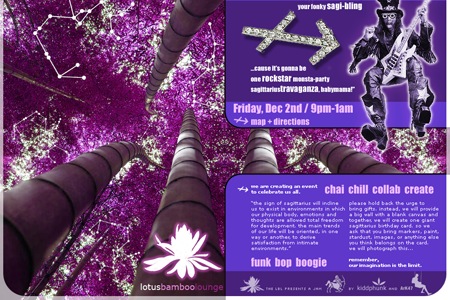 your fonky sagi-bling
...cause it's gonna be
one rockstar monsta-party
sagittariustravaganza, babymama!"
Friday, Dec 2nd / 9pm-1am
map + directions
we are creating an event
to celebrate us all.
chai chill collab create
"the sign of sagittarius will incline
us to exist in environments in which
our physical body, emotions and
thoughts are allowed total freedom
for development. the main trends
of our life will be oriented, in one
way or another, to dense
satisfaction from intimate
environments."
please hold back the urge to
bring gifts. instead, we will provide
a big wall with a blank canvas and
together, we will create one giant
sagittarius birthday card. so we
ask that you bring markers, paint,
stardust, images, or anything else
you think belongs on the card.
we will photograph this...
remember,
our imagination is the limit.
funk bop boogie
lotusbamboolounge
THE LBL PRESENTS A JAM
BY kiddphunk AND